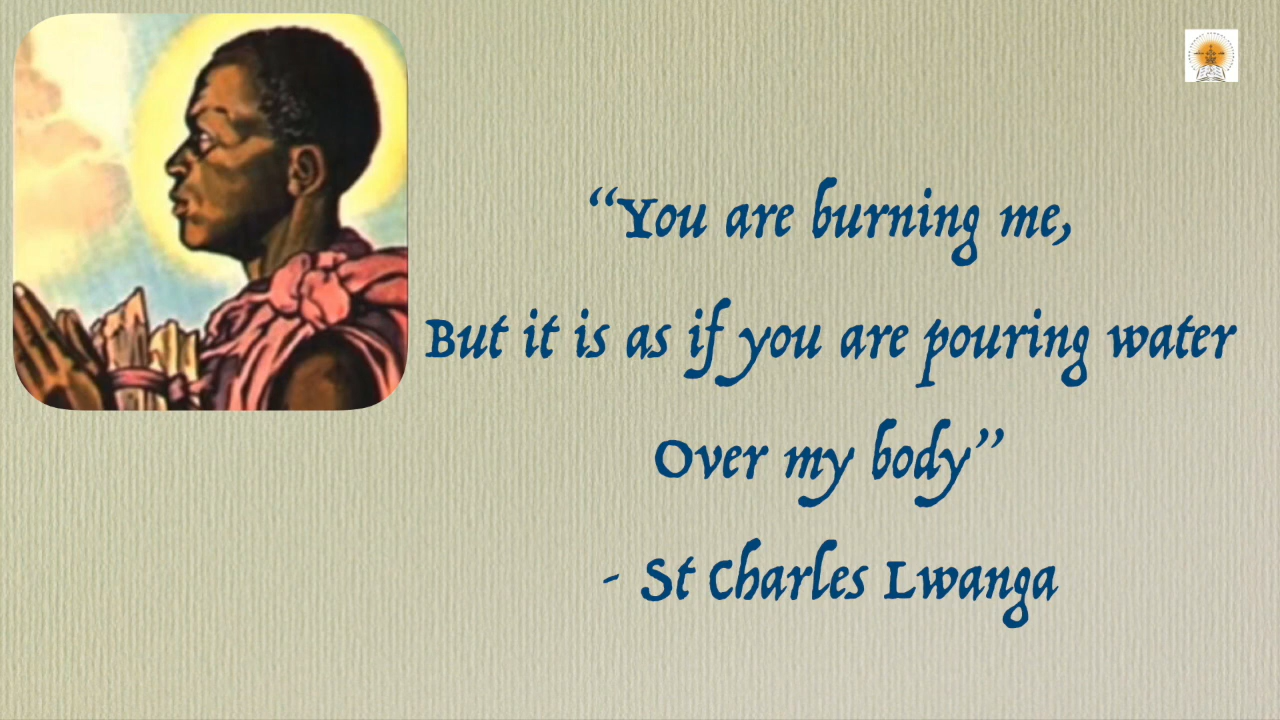 “You are burning me,
But it is as if you are pouring water
Over my body”
- St Charles Lwanga